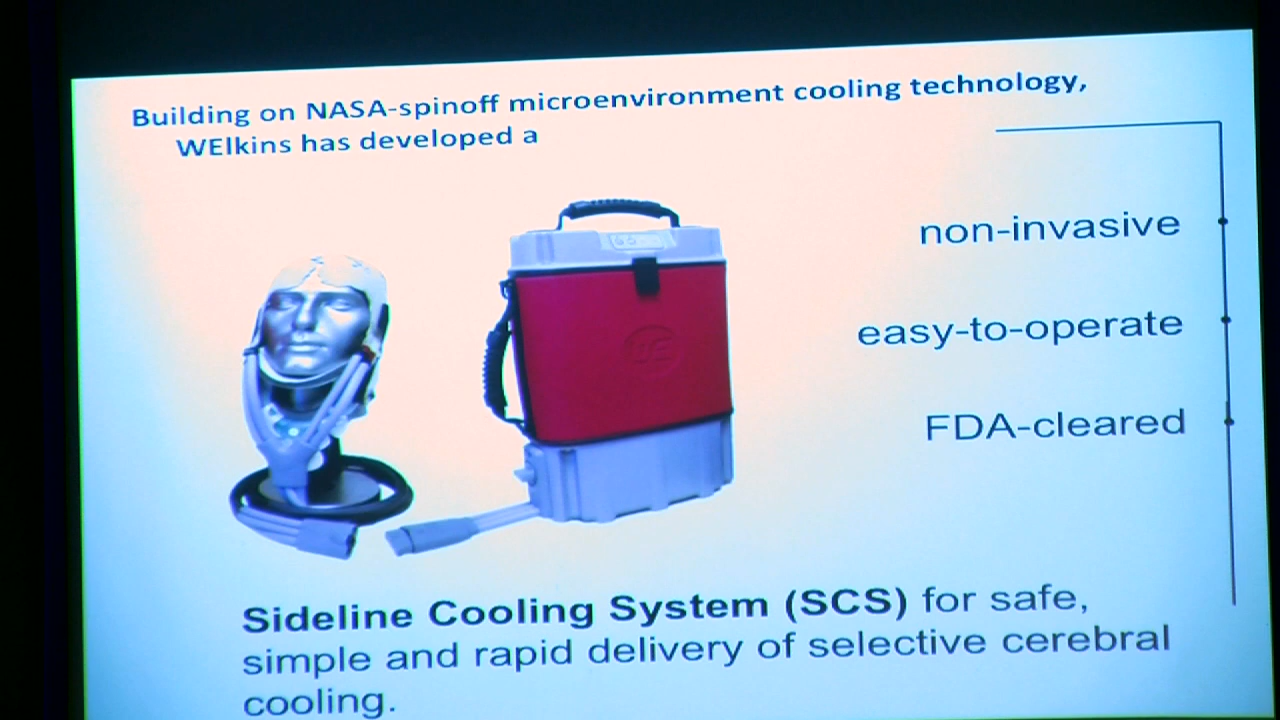 Building on NASA-spinoff microenvironment cooling technology,
WElkins has developed a
non-invasive
easy-to-operate
FDA-cleared
Sideline Cooling System (SCS) for safe,
simple and rapid delivery of selective cerebral
cooling.